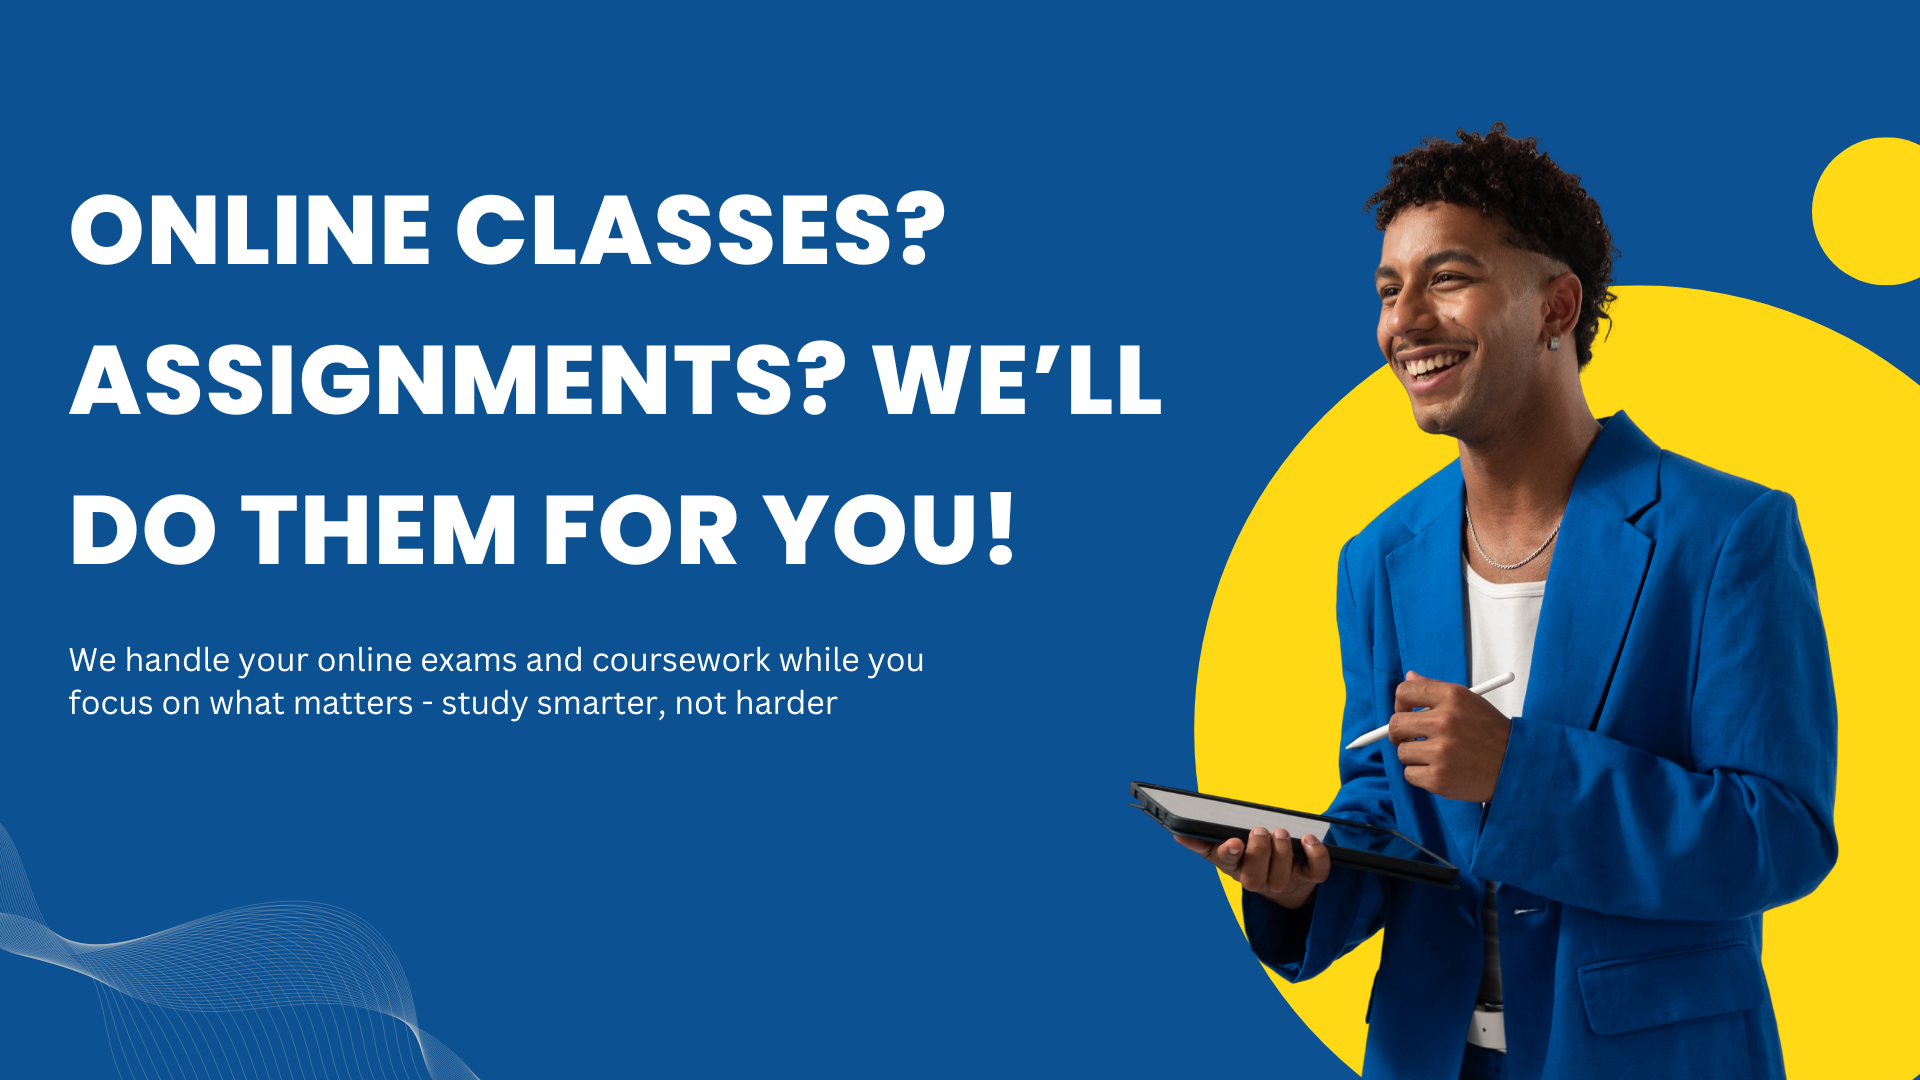 ONLINE CLASSES?
ASSIGNMENTS? WE’LL
DO THEM FOR YOU!
We handle your online exams and coursework while you
focus on what matters - study smarter, not harder